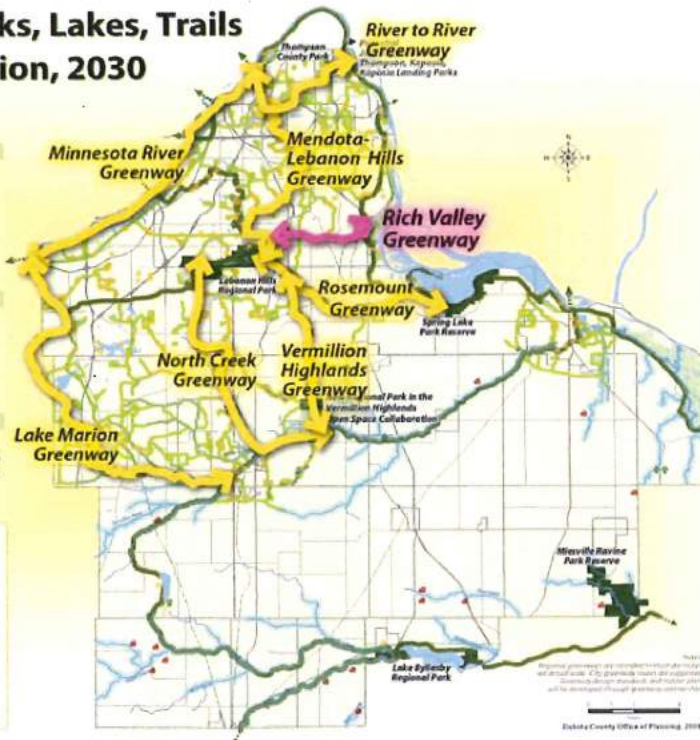 ks, Lakes, Trails
ion, 2030
River to River
Greenway
Thompson
County Park
Thompson, Kaposia,
Kaposia Landing Parks
Minnesota River
Greenway
Mendota-
Lebanon Hills
Greenway
N
E
S
Rich Valley
Greenway
Lebanon Hills
Regional Park
Rosemount
Greenway
Spring Lake
Park Reserve
North Creek
Greenway
Vermillion
Highlands
Greenway
onal Park in the
Vermillion Highlands
Open Space Collaboration
Lake Marion
Greenway
Miesville Ravine
Park Reserve
Lake Byllesby
Regional Park
Dakota County Office of Planning,